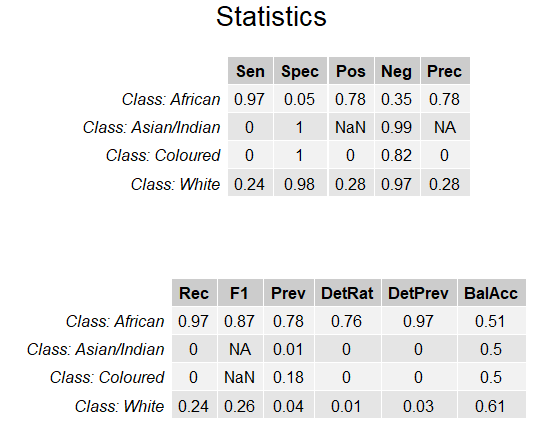 Statistics
Sen Spec Pos Neg Prec
Class: African 0.97 0.05 0.78 0.35 0.78
Class: Asian/Indian 0 1 NaN 0.99 NA
Class: Coloured 0 1 0 0.82 0
Class: White 0.24 0.98 0.28 0.97 0.28
Rec F1 Prev DetRat DetPrev BalAcc
Class: African 0.97 0.87 0.78 0.76 0.97 0.51
Class: Asian/Indian 0 NA 0.01 0 0 0.5
Class: Coloured 0 NaN 0.18 0 0 0.5
Class: White 0.24 0.26 0.04 0.01 0.03 0.61